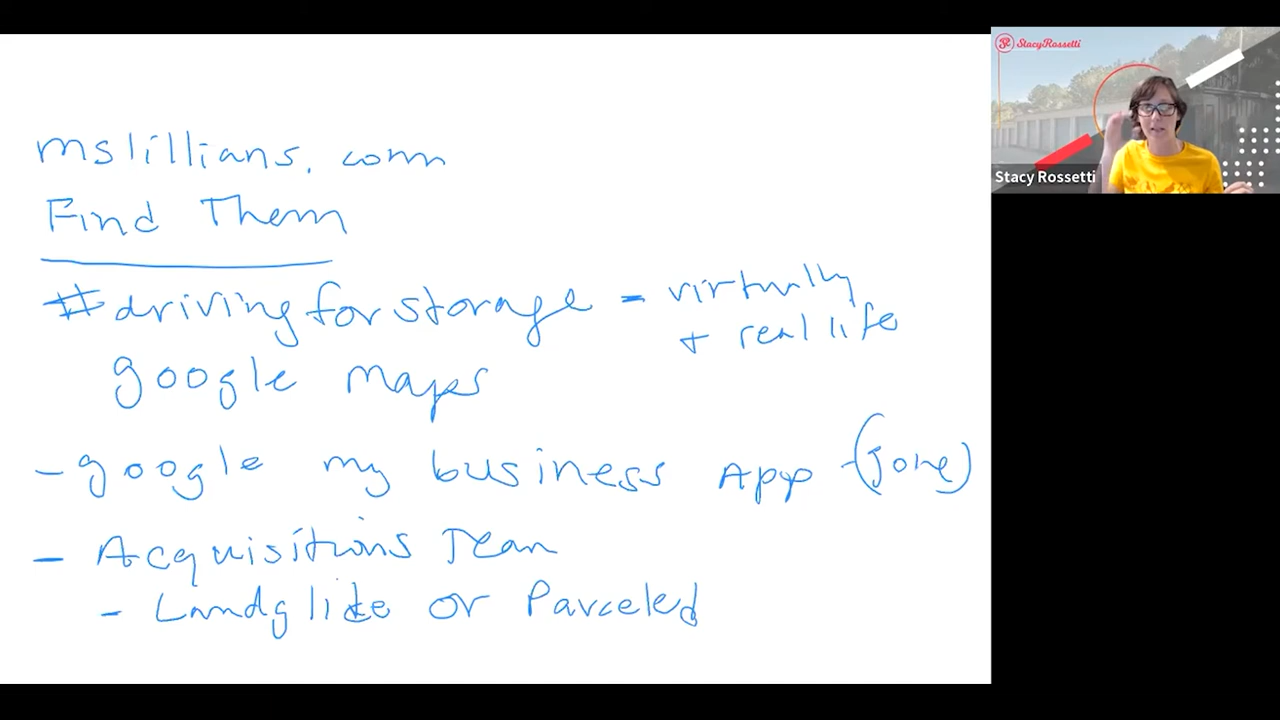 mslillians.com
Find Them
#drivingforstorage - virtually
+ real life
google maps
- google my business App (gone)
- Acquisitions Team
- Landglide or Parceled
StacyRossetti
Stacy Rossetti